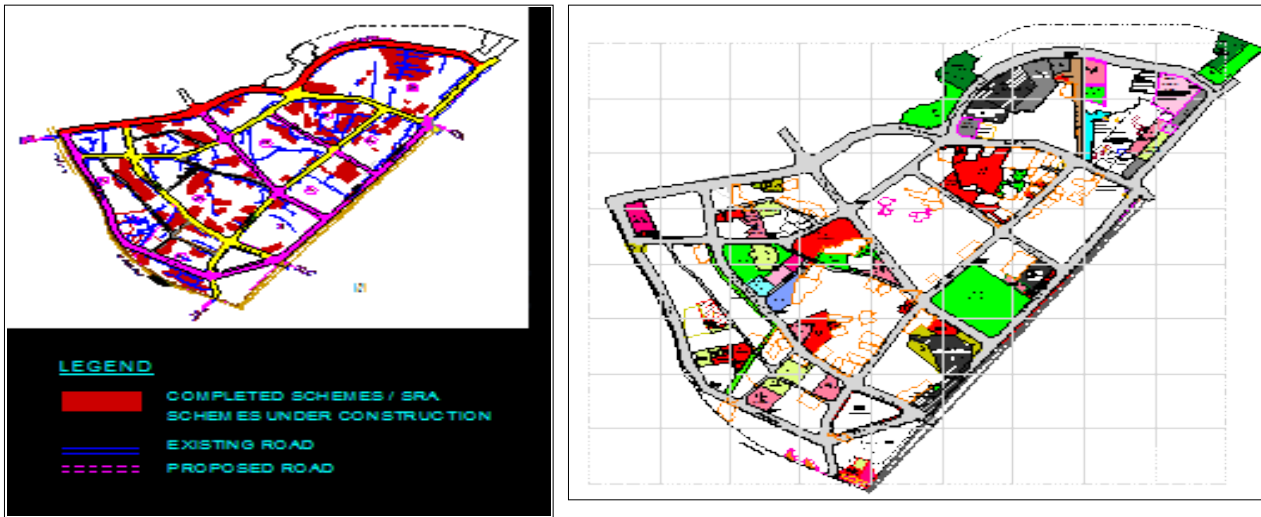 LEGEND
COMPLETED SCHEMES / SRA
SCHEMES UNDER CONSTRUCTION
EXISTING ROAD
PROPOSED ROAD